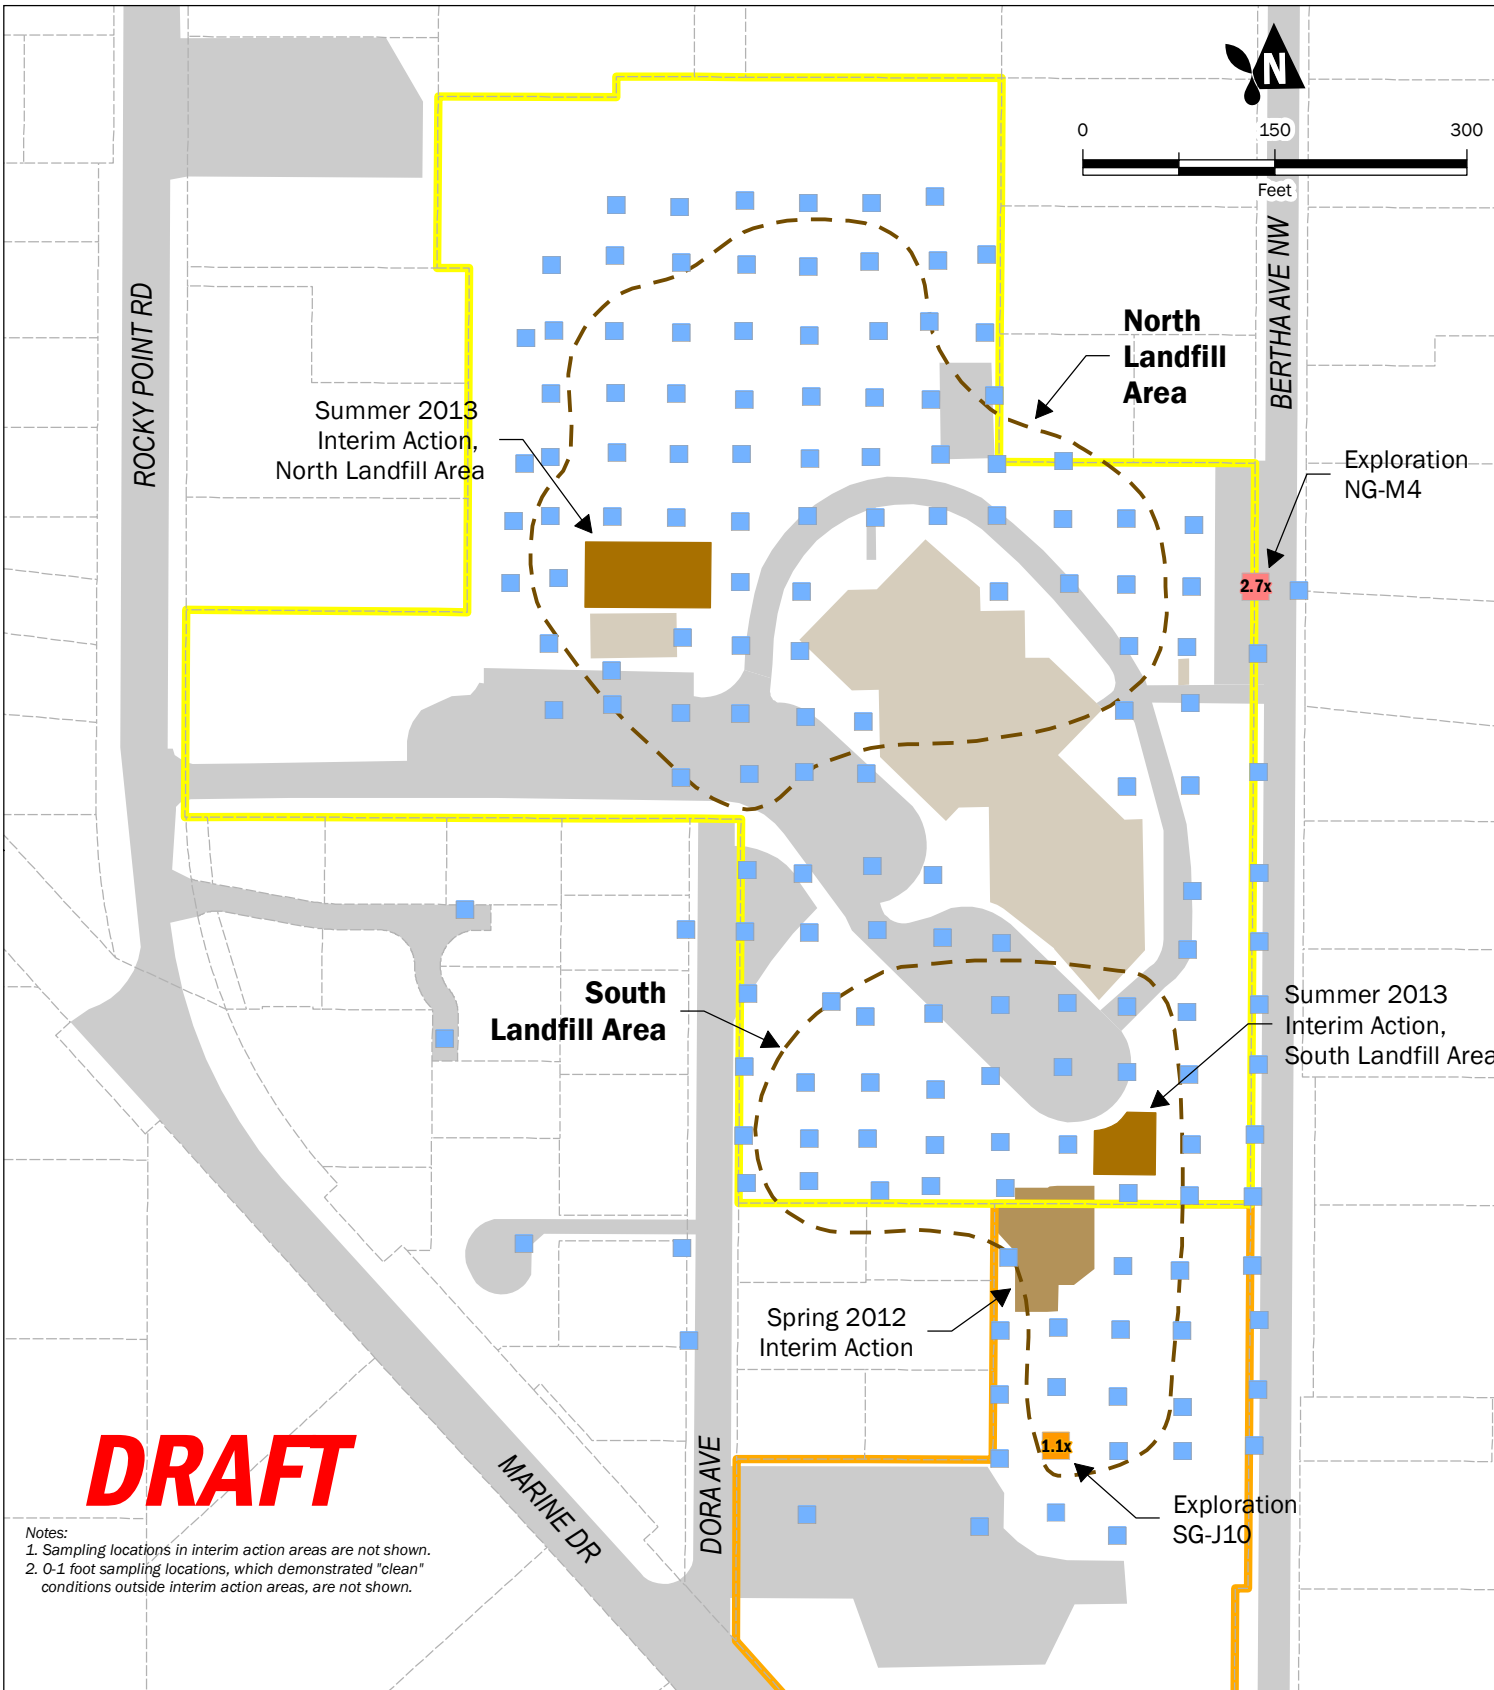 N
0 150 300
Feet
BERTHA AVE NW
ROCKY POINT RD
North
Landfill
Area
Summer 2013
Interim Action,
North Landfill Area
Exploration
NG-M4
2.7x
South
Landfill Area
Summer 2013
Interim Action,
South Landfill Area
Spring 2012
Interim Action
1.1x
Exploration
SG-J10
DORA AVE
MARINE DR
DRAFT
Notes:
1. Sampling locations in interim action areas are not shown.
2. 0-1 foot sampling locations, which demonstrated "clean"
conditions outside interim action areas, are not shown.